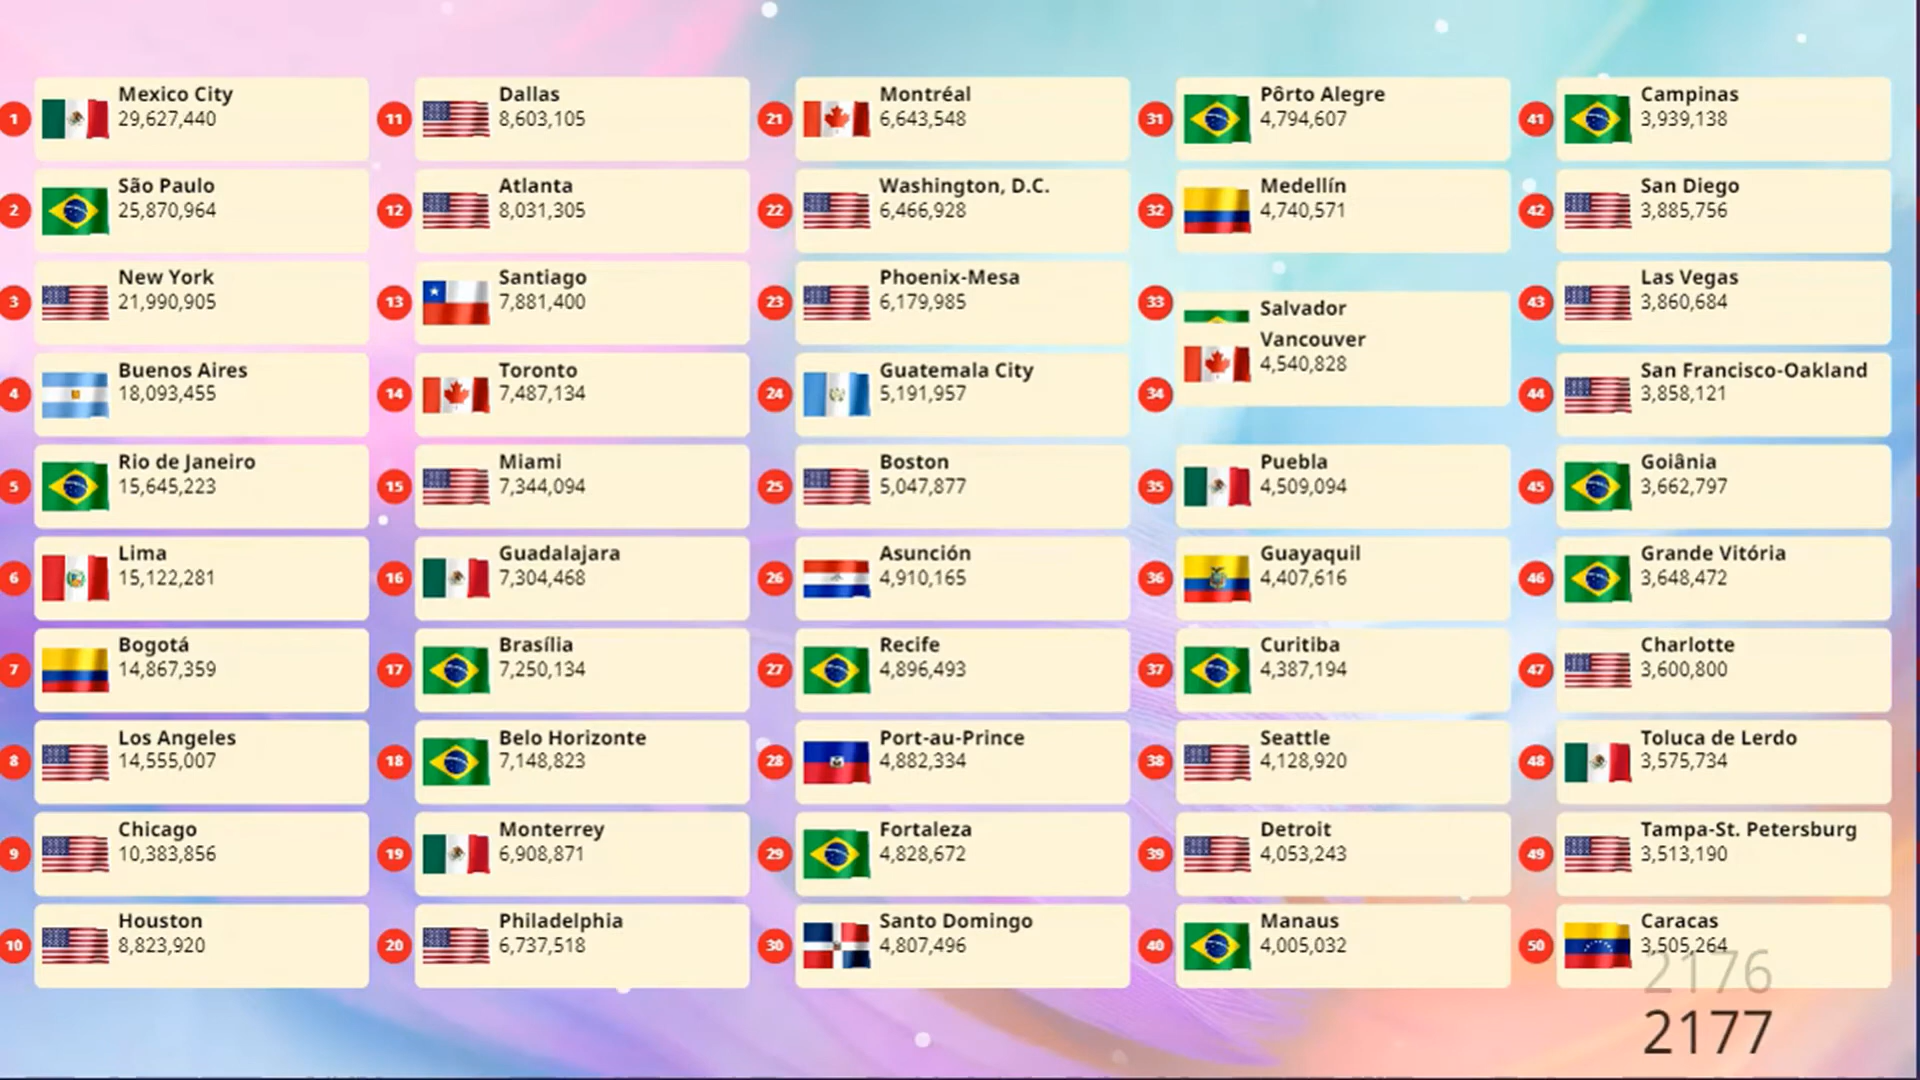 1
Mexico City
29,627,440
2
São Paulo
25,870,964
3
New York
21,990,905
4
Buenos Aires
18,093,455
5
Rio de Janeiro
15,645,223
6
Lima
15,122,281
7
Bogotá
14,867,359
8
Los Angeles
14,555,007
9
Chicago
10,383,856
10
Houston
8,823,920
11
Dallas
8,603,105
12
Atlanta
8,031,305
13
Santiago
7,881,400
14
Toronto
7,487,134
15
Miami
7,344,094
16
Guadalajara
7,304,468
17
Brasília
7,250,134
18
Belo Horizonte
7,148,823
19
Monterrey
6,908,871
20
Philadelphia
6,737,518
21
Montréal
6,643,548
22
Washington, D.C.
6,466,928
23
Phoenix-Mesa
6,179,985
24
Guatemala City
5,191,957
25
Boston
5,047,877
26
Asunción
4,910,165
27
Recife
4,896,493
28
Port-au-Prince
4,882,334
29
Fortaleza
4,828,672
30
Santo Domingo
4,807,496
31
Pôrto Alegre
4,794,607
32
Medellín
4,740,571
33
Salvador
Vancouver
4,540,828
34
35
Puebla
4,509,094
36
Guayaquil
4,407,616
37
Curitiba
4,387,194
38
Seattle
4,128,920
39
Detroit
4,053,243
40
Manaus
4,005,032
41
Campinas
3,939,138
42
San Diego
3,885,756
43
Las Vegas
3,860,684
44
San Francisco-Oakland
3,858,121
45
Goiânia
3,662,797
46
Grande Vitória
3,648,472
47
Charlotte
3,600,800
48
Toluca de Lerdo
3,575,734
49
Tampa-St. Petersburg
3,513,190
50
Caracas
3,505,264
2176
2177